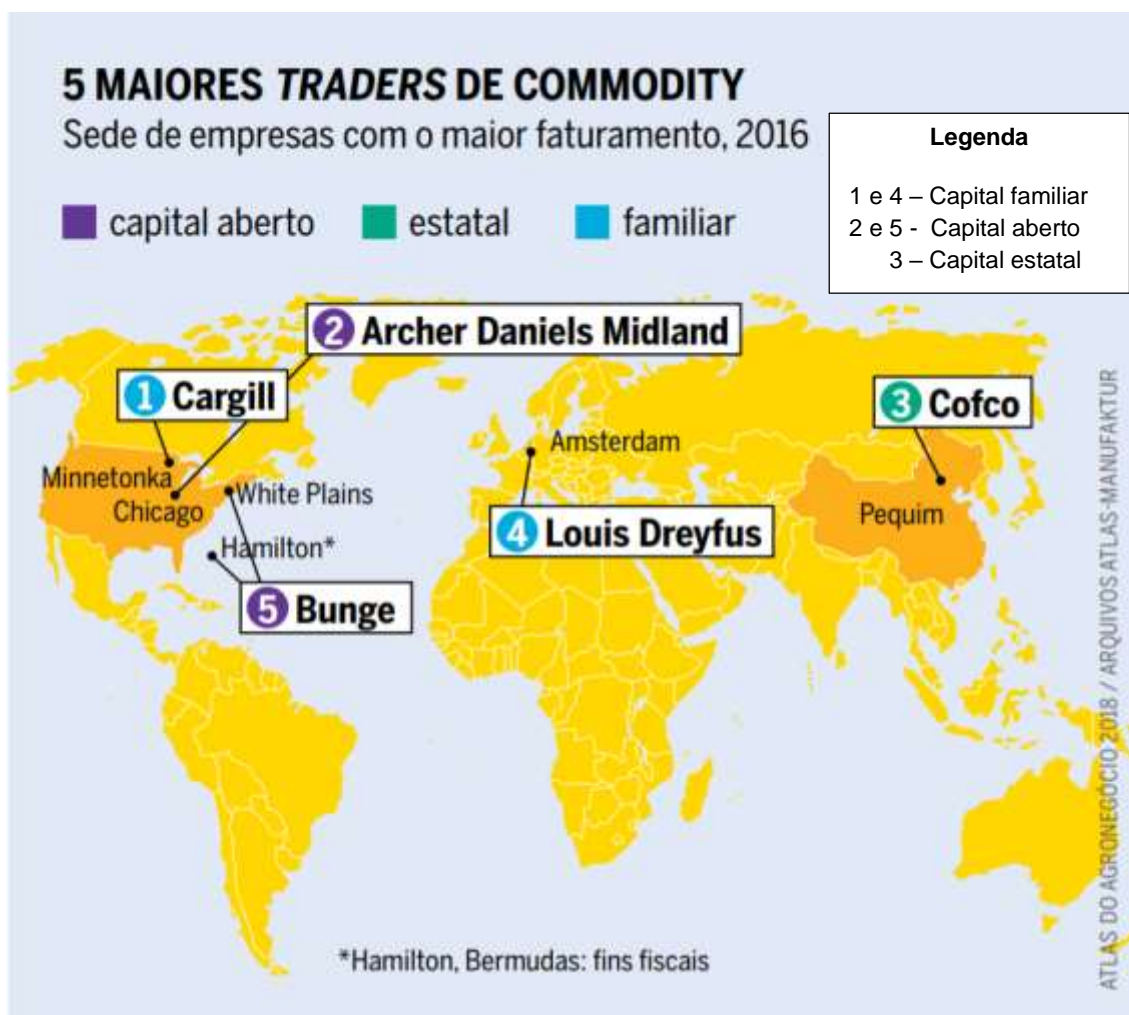 5 MAIORES TRADERS DE COMMODITY
Sede de empresas com o maior faturamento, 2016
capital aberto estatal familiar
Legenda
1 e 4 – Capital familiar
2 e 5 - Capital aberto
3 – Capital estatal
2 Archer Daniels Midland
1 Cargill
3 Cofco
Amsterdam
Minnetonka
White Plains
Chicago
4 Louis Dreyfus
Pequim
Hamilton*
5 Bunge
*Hamilton, Bermudas: fins fiscais
ATLAS DO AGRONEGÓCIO 2018 / ARQUIVOS ATLAS-MANUFAKTUR